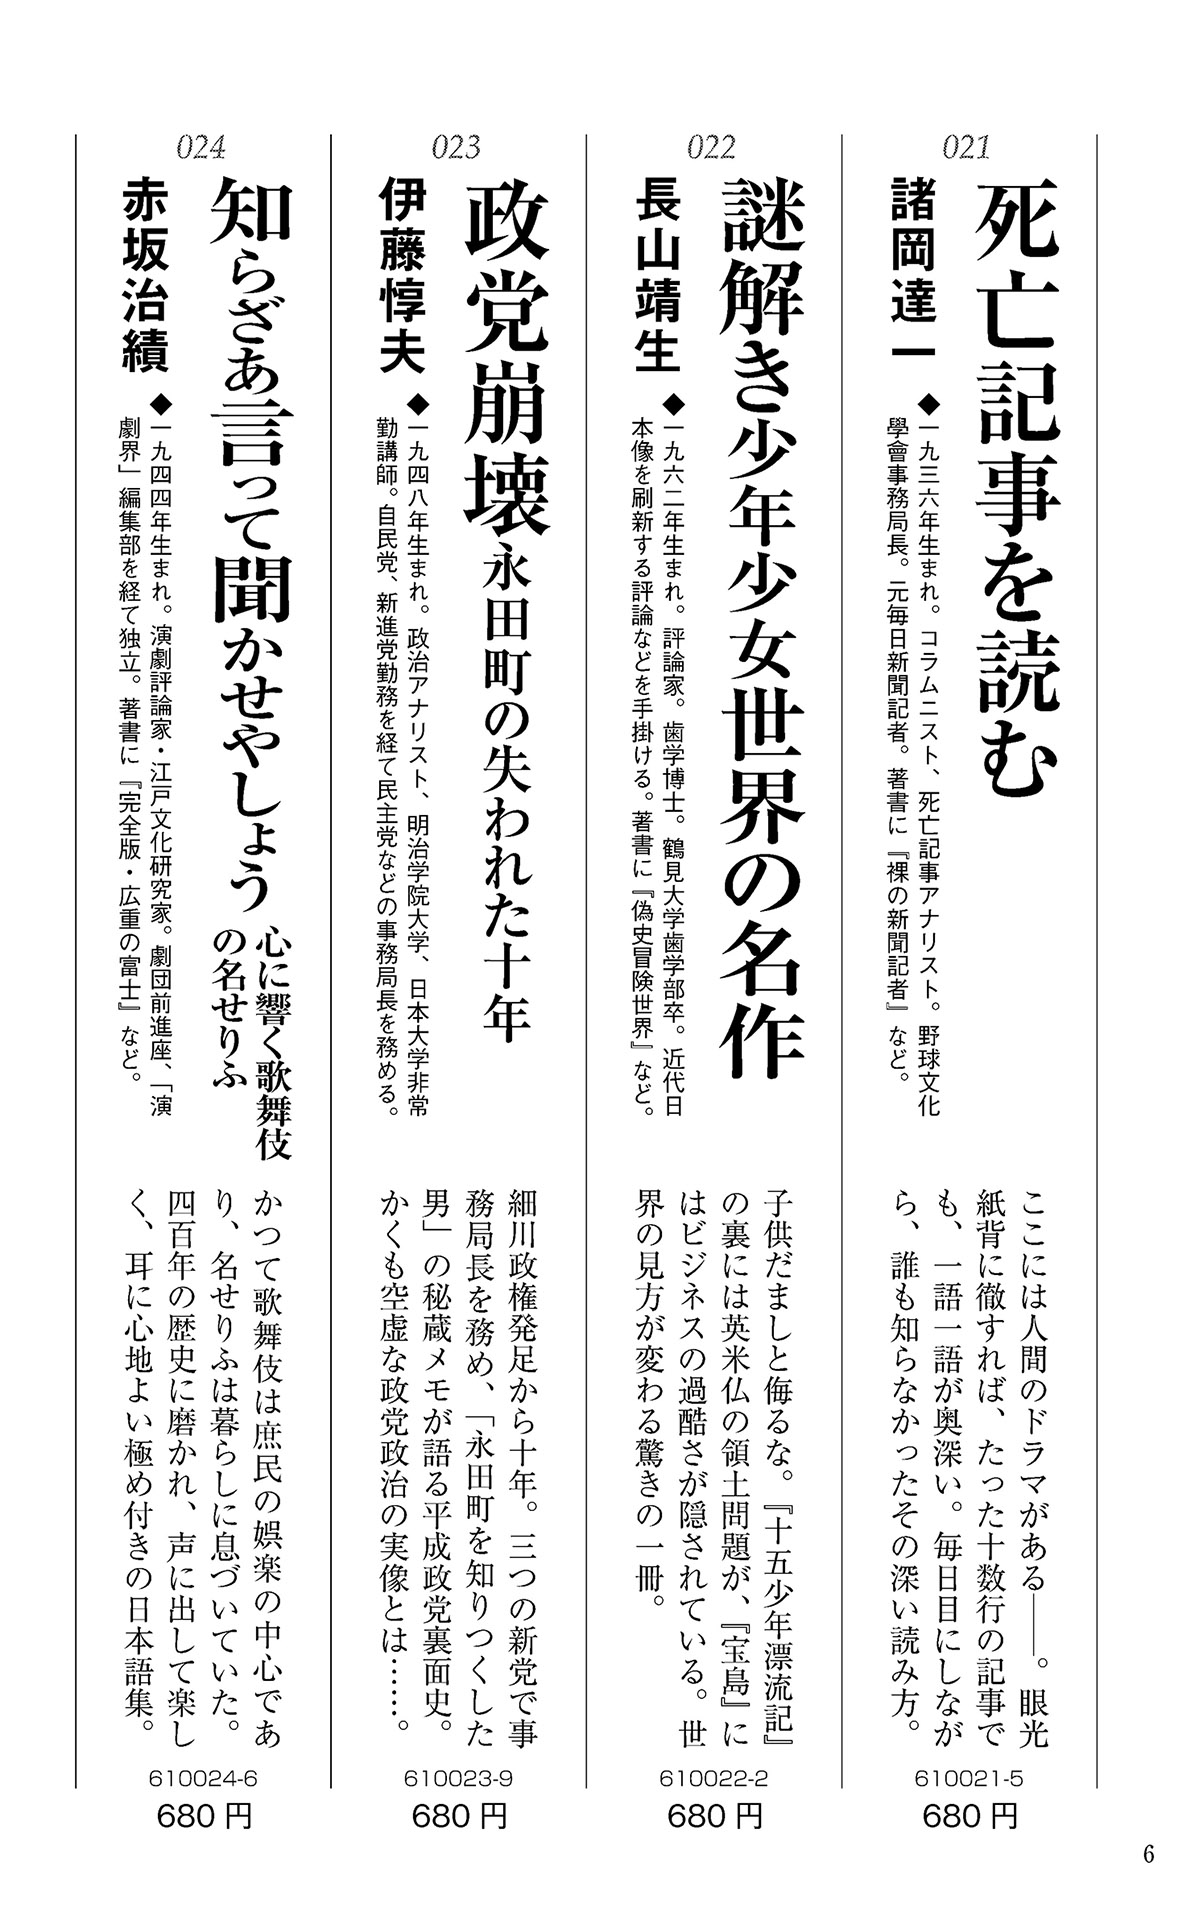 021
死亡記事を読む
諸岡達一
◆一九三六年生まれ。コラムニスト、死亡記事アナリスト。野球文化
學會事務局長。元毎日新聞記者。著書に『裸の新聞記者』など。
ここには人間のドラマがある――。眼光
紙背に徹すれば、たった十数行の記事で
も、一語一語が奥深い。毎日目にしなが
ら、誰も知らなかったその深い読み方。
610021-5
680円
022
謎解き少年少女世界の名作
長山靖生
◆一九六二年生まれ。評論家。歯学博士。鶴見大学歯学部卒。近代日
本像を刷新する評論などを手掛ける。著書に『偽史冒険世界』など。
子供だましと侮るな。『十五少年漂流記』
の裏には英米仏の領土問題が、『宝島』に
はビジネスの過酷さが隠されている。世
界の見方が変わる驚きの一冊。
610022-2
680円
023
政党崩壊 永田町の失われた十年
伊藤惇夫
◆一九四八年生まれ。政治アナリスト、明治学院大学、日本大学非常
勤講師。自民党、新進党勤務を経て民主党などの事務局長を務める。
細川政権発足から十年。三つの新党で事
務局長を務め、「永田町を知りつくした
男」の秘蔵メモが語る平成政党裏面史。
かくも空虚な政党政治の実像とは……。
610023-9
680円
024
知らざあ言って聞かせやしょう
心に響く歌舞伎
の名せりふ
赤坂治績
◆一九四四年生まれ。演劇評論家・江戸文化研究家。劇団前進座、「演
劇界」編集部を経て独立。著書に『完全版・広重の富士』など。
かつて歌舞伎は庶民の娯楽の中心であ
り、名せりふは暮らしに息づいていた。
四百年の歴史に磨かれ、声に出して楽し
く、耳に心地よい極め付きの日本語集。
610024-6
680円
6